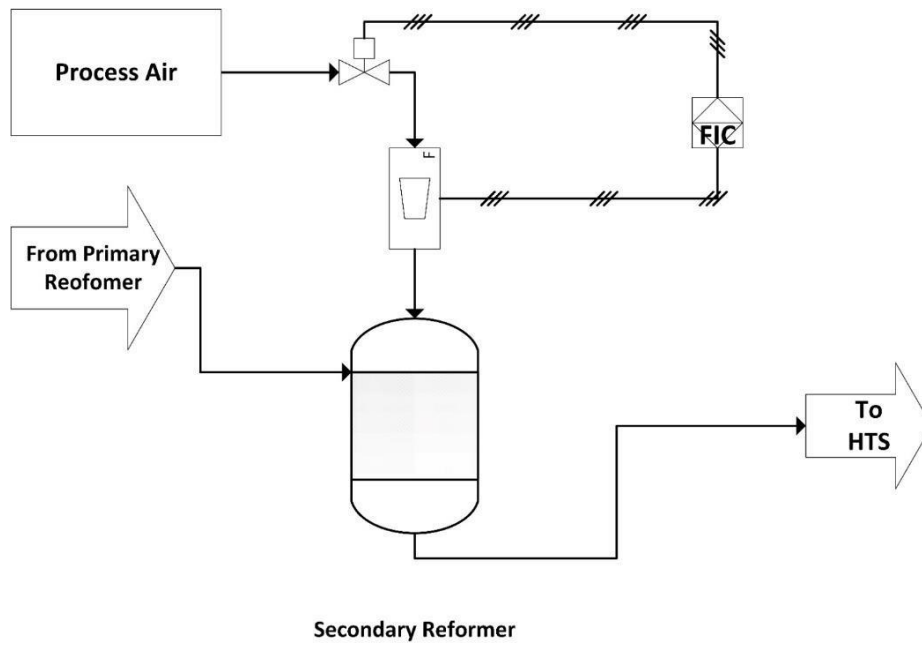 Process Air
F
FIC
From Primary
Reofomer
To
HTS
Secondary Reformer